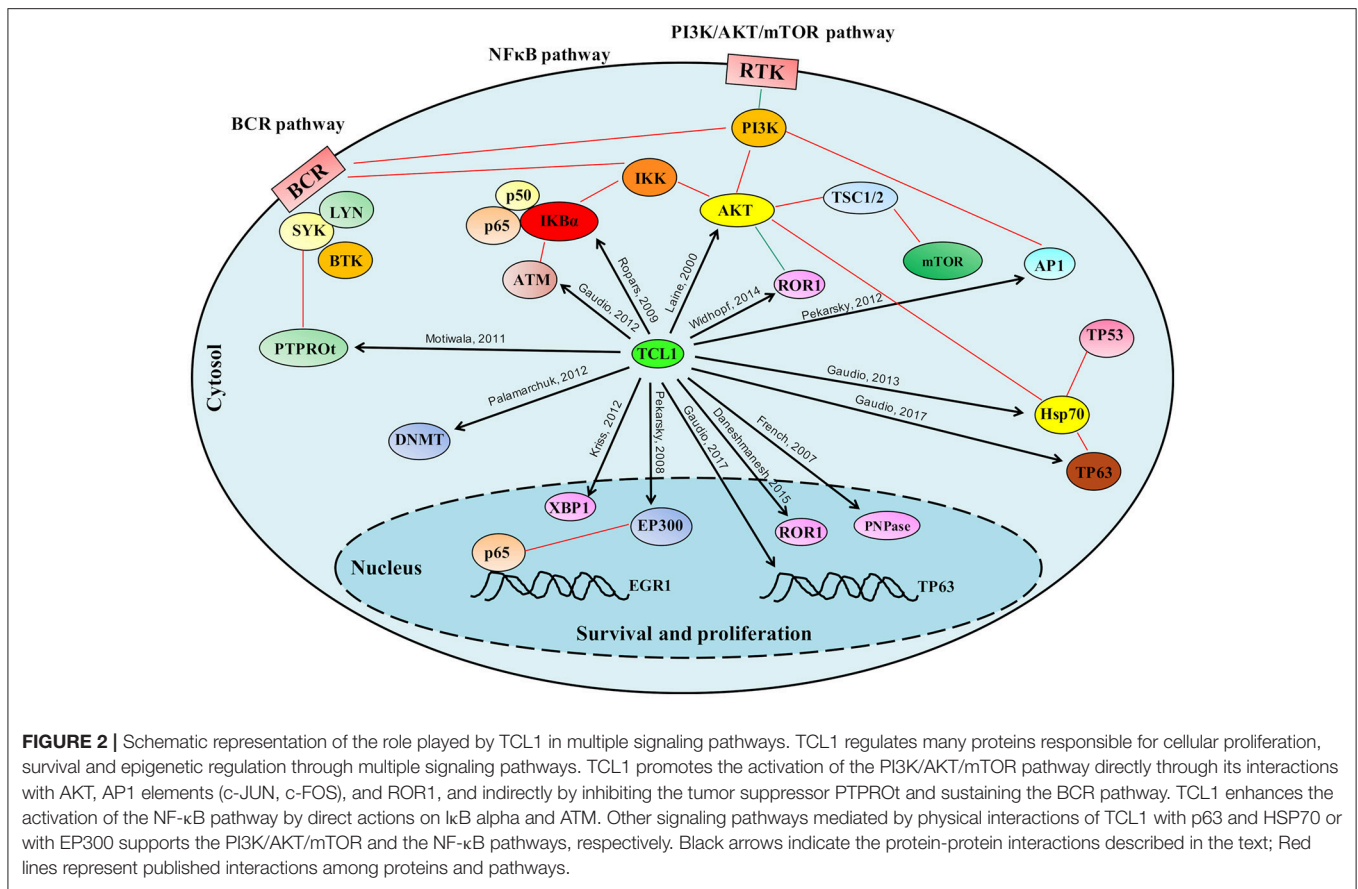 PI3K/AKT/mTOR pathway
NFκB pathway
RTK
BCR pathway
PI3K
BCR
IKK
p50
LYN
TSC1/2
AKT
p65
IKBα
SYK
BTK
mTOR
AP1
ATM
ROR1
Ropars, 2009
Laine, 2000
Gaudio, 2012
Widhopf, 2014
Pekarsky, 2012
TP53
Cytosol
PTPROt
Motiwala, 2011
TCL1
Gaudio, 2013
Palamarchuk, 2012
Gaudio, 2017
Hsp70
DNMT
Kriss, 2012
Pekarsky, 2008
Gaudio, 2017
Daneshmanesh, 2015
French, 2007
TP63
XBP1
EP300
ROR1
PNPase
p65
Nucleus
EGR1
TP63
Survival and proliferation
FIGURE 2 | Schematic representation of the role played by TCL1 in multiple signaling pathways. TCL1 regulates many proteins responsible for cellular proliferation,
survival and epigenetic regulation through multiple signaling pathways. TCL1 promotes the activation of the PI3K/AKT/mTOR pathway directly through its interactions
with AKT, AP1 elements (c-JUN, c-FOS), and ROR1, and indirectly by inhibiting the tumor suppressor PTPROt and sustaining the BCR pathway. TCL1 enhances the
activation of the NF-κB pathway by direct actions on IκB alpha and ATM. Other signaling pathways mediated by physical interactions of TCL1 with p63 and HSP70 or
with EP300 supports the PI3K/AKT/mTOR and the NF-κB pathways, respectively. Black arrows indicate the protein-protein interactions described in the text; Red
lines represent published interactions among proteins and pathways.